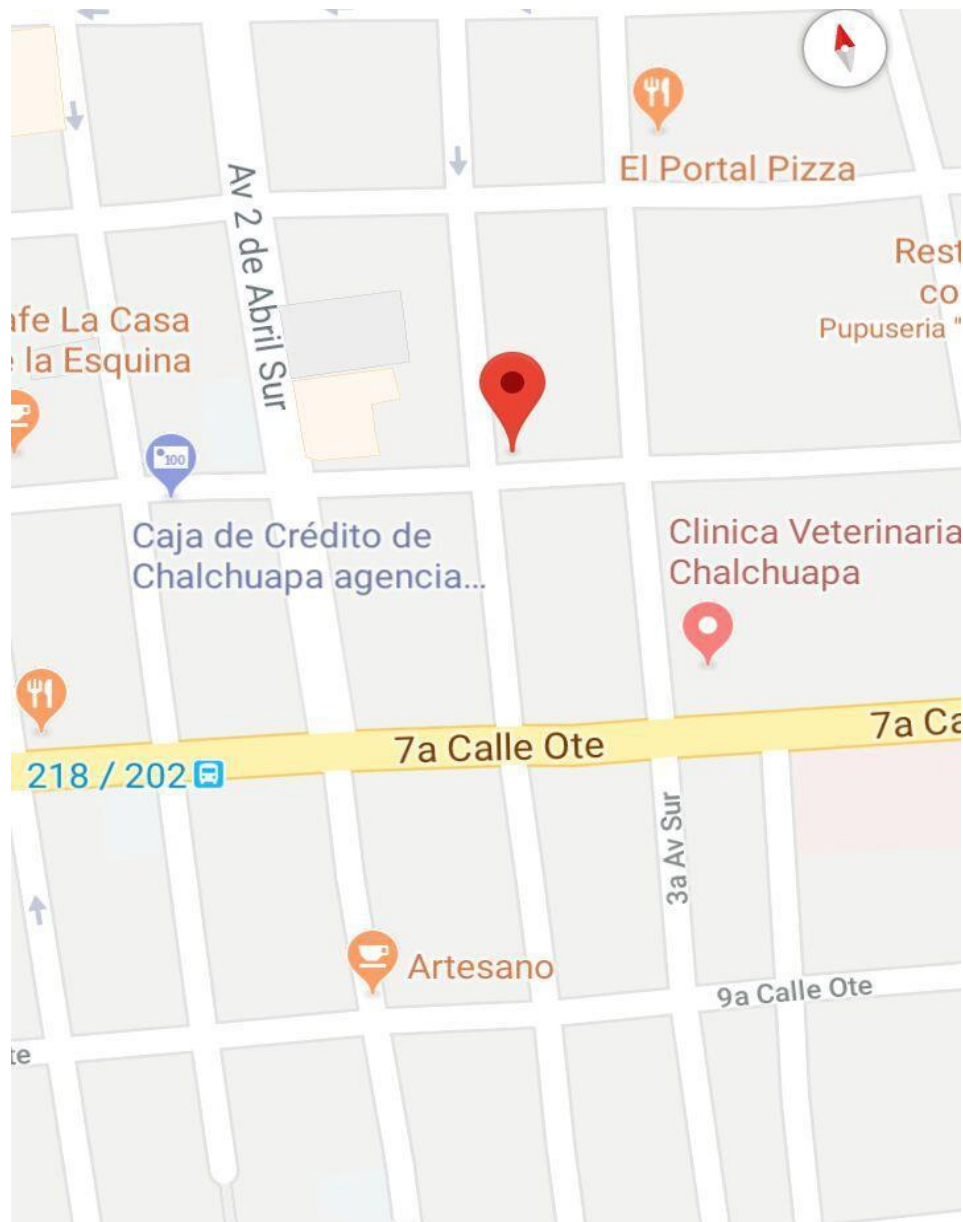 El Portal Pizza
Av 2 de Abril Sur
Rest
co
Pupuseria "
afe La Casa
la Esquina
100
Caja de Crédito de
Chalchuapa agencia...
Clinica Veterinaria
Chalchuapa
7a Ca
7a Calle Ote
218 / 202
3a Av Sur
Artesano
9a Calle Ote
te